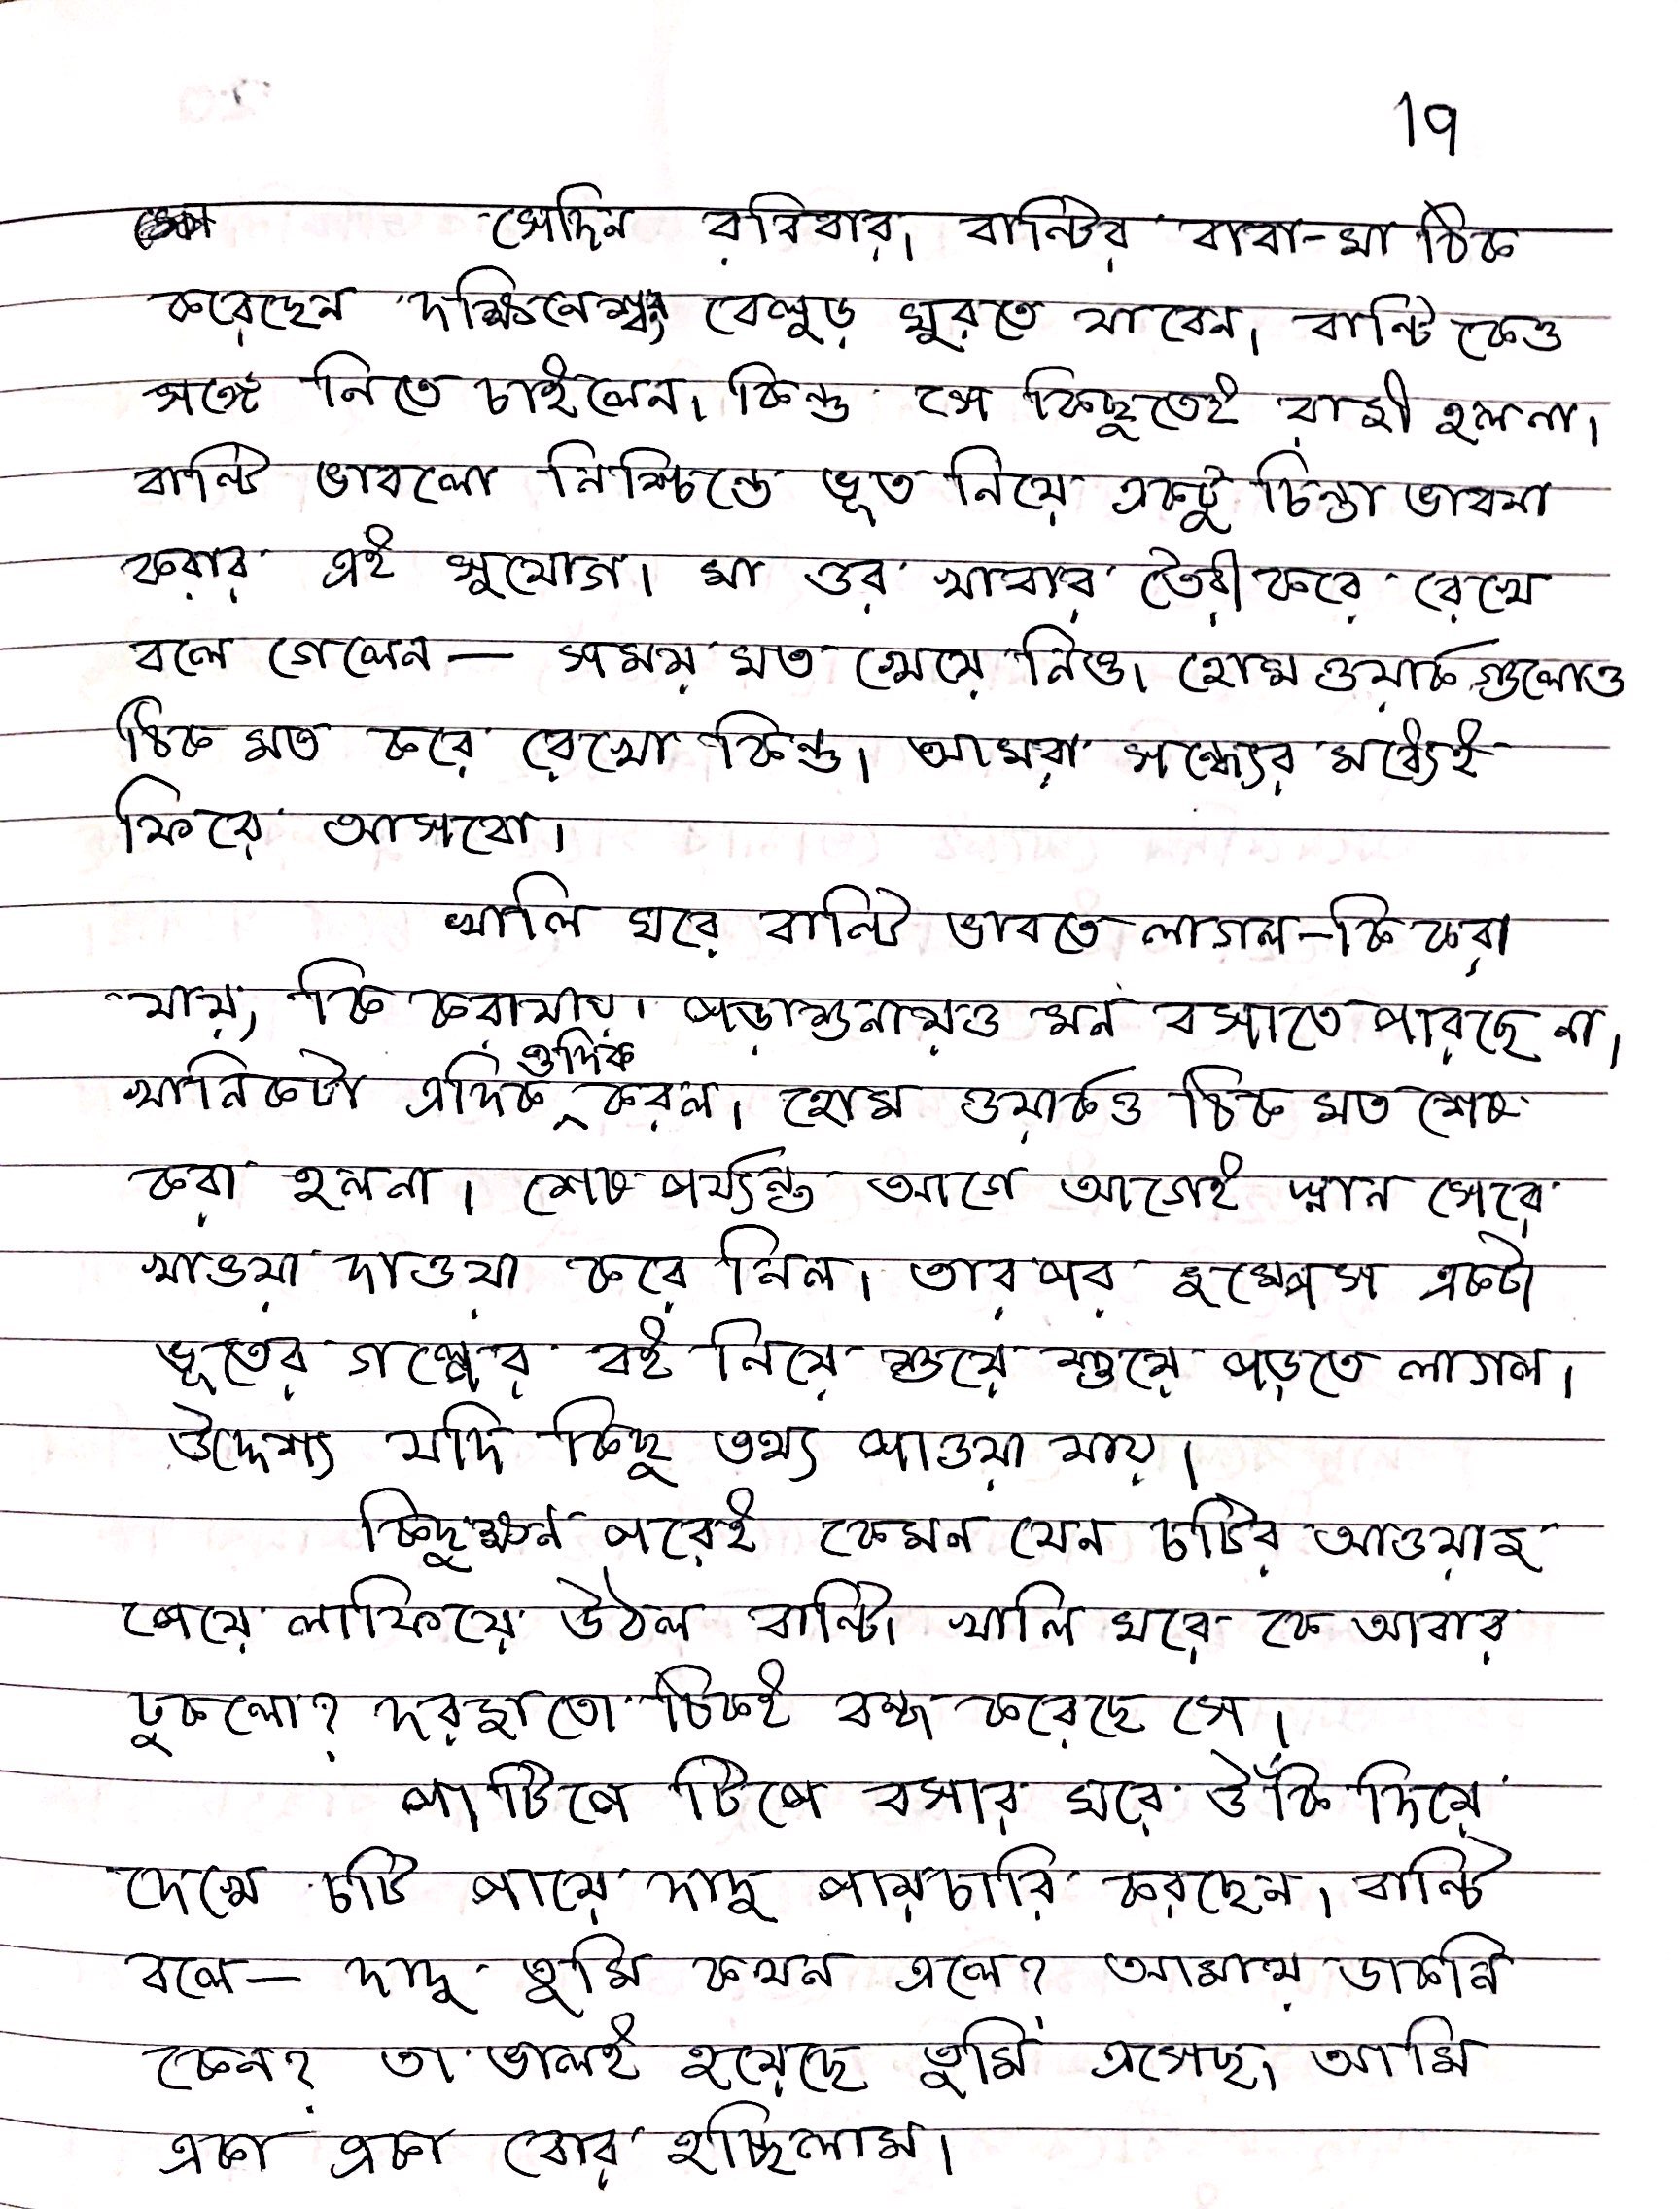 19
সেদিন রবিবার। বান্টির বাবা-মা ঠিক
করেছেন দক্ষিনেশ্বর বেলুড় ঘুরতে যাবেন। বান্টিকেও
সঙ্গে নিতে চাইলেন। কিন্তু সে কিছুতেই রাজী হলনা।
বান্টি ভাবলো নিশ্চিন্তে ভূত নিয়ে একটু চিন্তা ভাবনা
করার এই সুযোগ। মা ওর খাবার তৈরী করে রেখে
বলে গেলেন — সময় মত খেয়ে নিও। হোম ওয়ার্ক গুলোও
ঠিক মত করে রেখো কিন্তু। আমরা সন্ধ্যের মধ্যেই
ফিরে আসবো।
খালি ঘরে বান্টি ভাবতে লাগল - কি করা
যায়, কি করাযায়। পড়াশুনায়ও মন বসাতে পারছে না।
খানিকটা এদিক ওদিক করল। হোম ওয়ার্কও ঠিক মত শেষ
করা হলনা। শেষ পর্য্যন্ত আগে আগেই স্নান সেরে
খাওয়া দাওয়া করে নিল। তারপর হুমেন্স একটা
ভূতের গল্পের বই নিয়ে শুয়ে শুয়ে পড়তে লাগল।
উদ্দেশ্য যদি কিছু তথ্য পাওয়া যায়।
কিছুক্ষন পরেই কেমন যেন চটির আওয়াজ
পেয়ে লাফিয়ে উঠল বান্টি। খালি ঘরে কে আবার
ঢুকলো? দরজাতো ঠিকই বন্ধ করেছে সে।
পা টিপে টিপে বসার ঘরে উঁকি দিয়ে
দেখে চটি পায়ে দাদু পায়চারি করছেন। বান্টি
বলে — দাদু তুমি কখন এলে? আমায় ডাকনি
কেন? তা ভালই হয়েছে তুমি এসেছ। আমি
একা একা বোর হচ্ছিলাম।